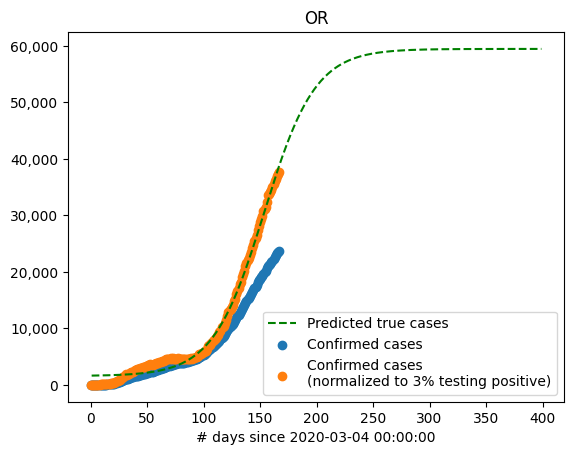 OR
60,000
50,000
40,000
30,000
20,000
10,000
0
Predicted true cases
Confirmed cases
Confirmed cases
(normalized to 3% testing positive)
0 50 100 150 200 250 300 350 400
# days since 2020-03-04 00:00:00